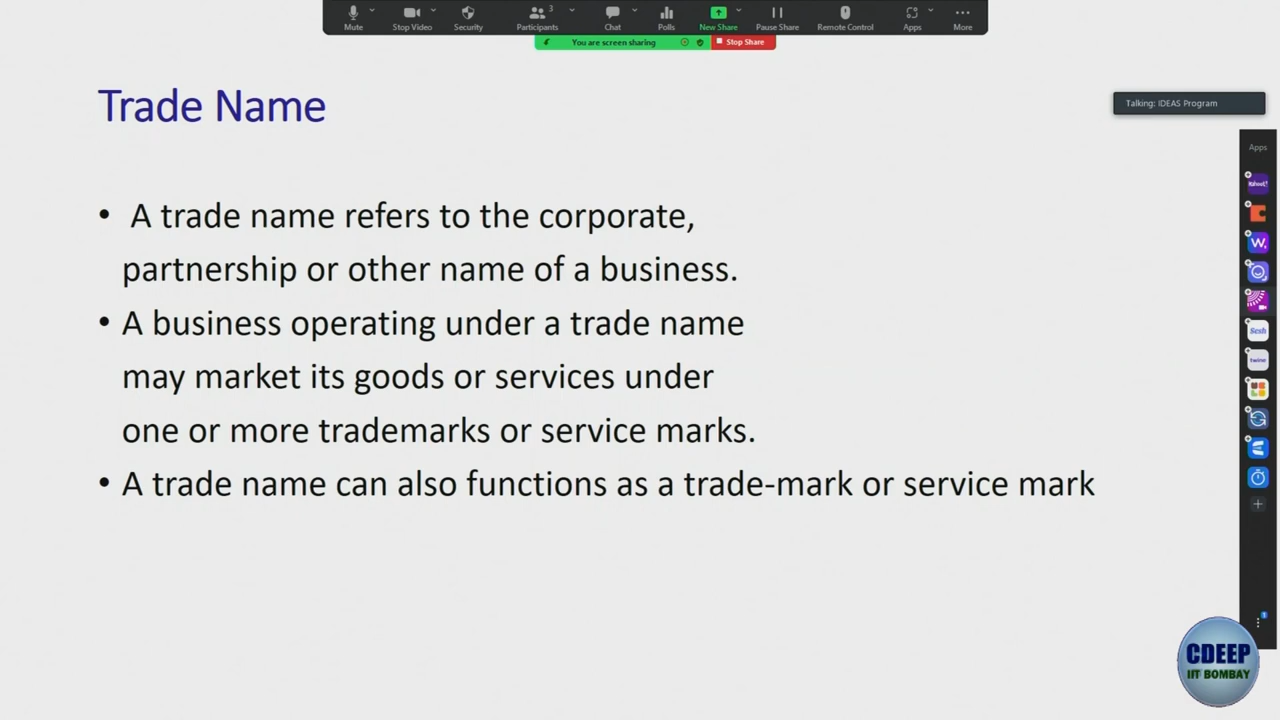 3
Mute Stop Video Security Participants Chat Polls New Share Pause Share Remote Control Apps More
You are screen sharing Stop Share
Trade Name
Talking: IDEAS Program
Apps
• A trade name refers to the corporate,
partnership or other name of a business.
• A business operating under a trade name
may market its goods or services under
one or more trademarks or service marks.
• A trade name can also functions as a trade-mark or service mark
Kahoot!
W.
Sesh
twine
CDEEP
IIT BOMBAY